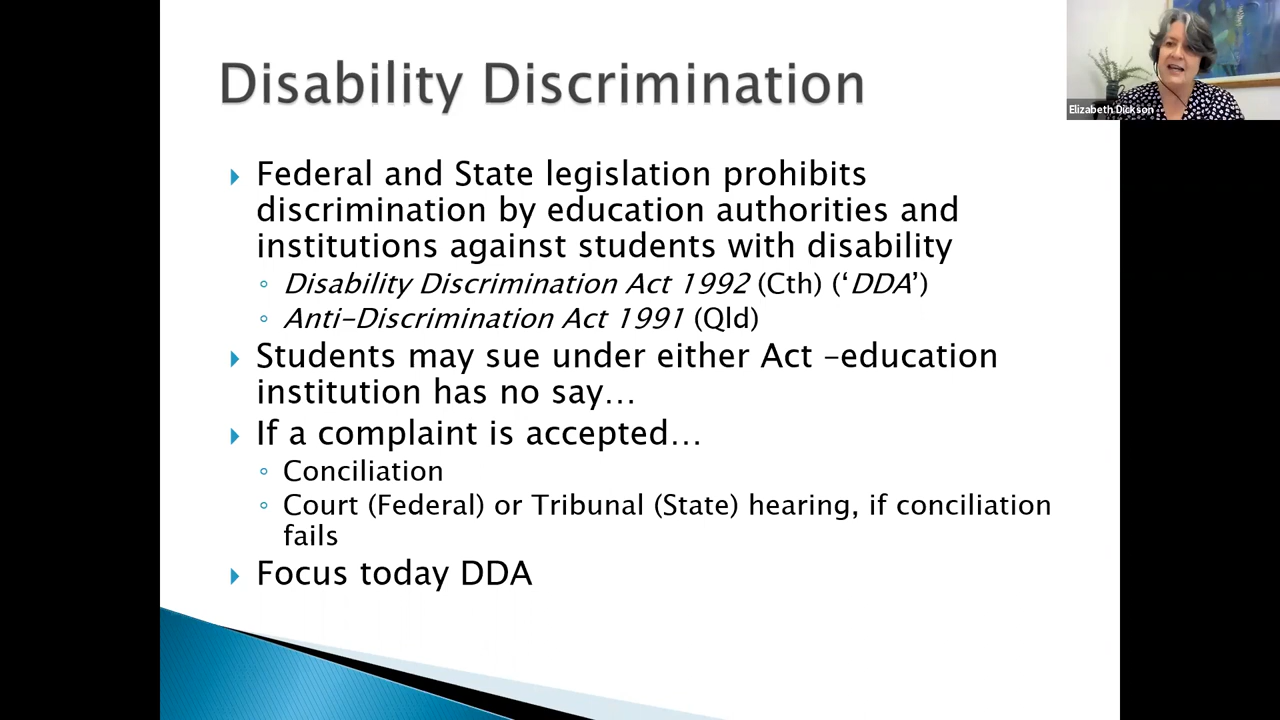 Disability Discrimination
Elizabeth Dickson
Federal and State legislation prohibits
discrimination by education authorities and
institutions against students with disability
Disability Discrimination Act 1992 (Cth) (‘DDA’)
Anti-Discrimination Act 1991 (Qld)
Students may sue under either Act –education
institution has no say…
If a complaint is accepted…
Conciliation
Court (Federal) or Tribunal (State) hearing, if conciliation
fails
Focus today DDA